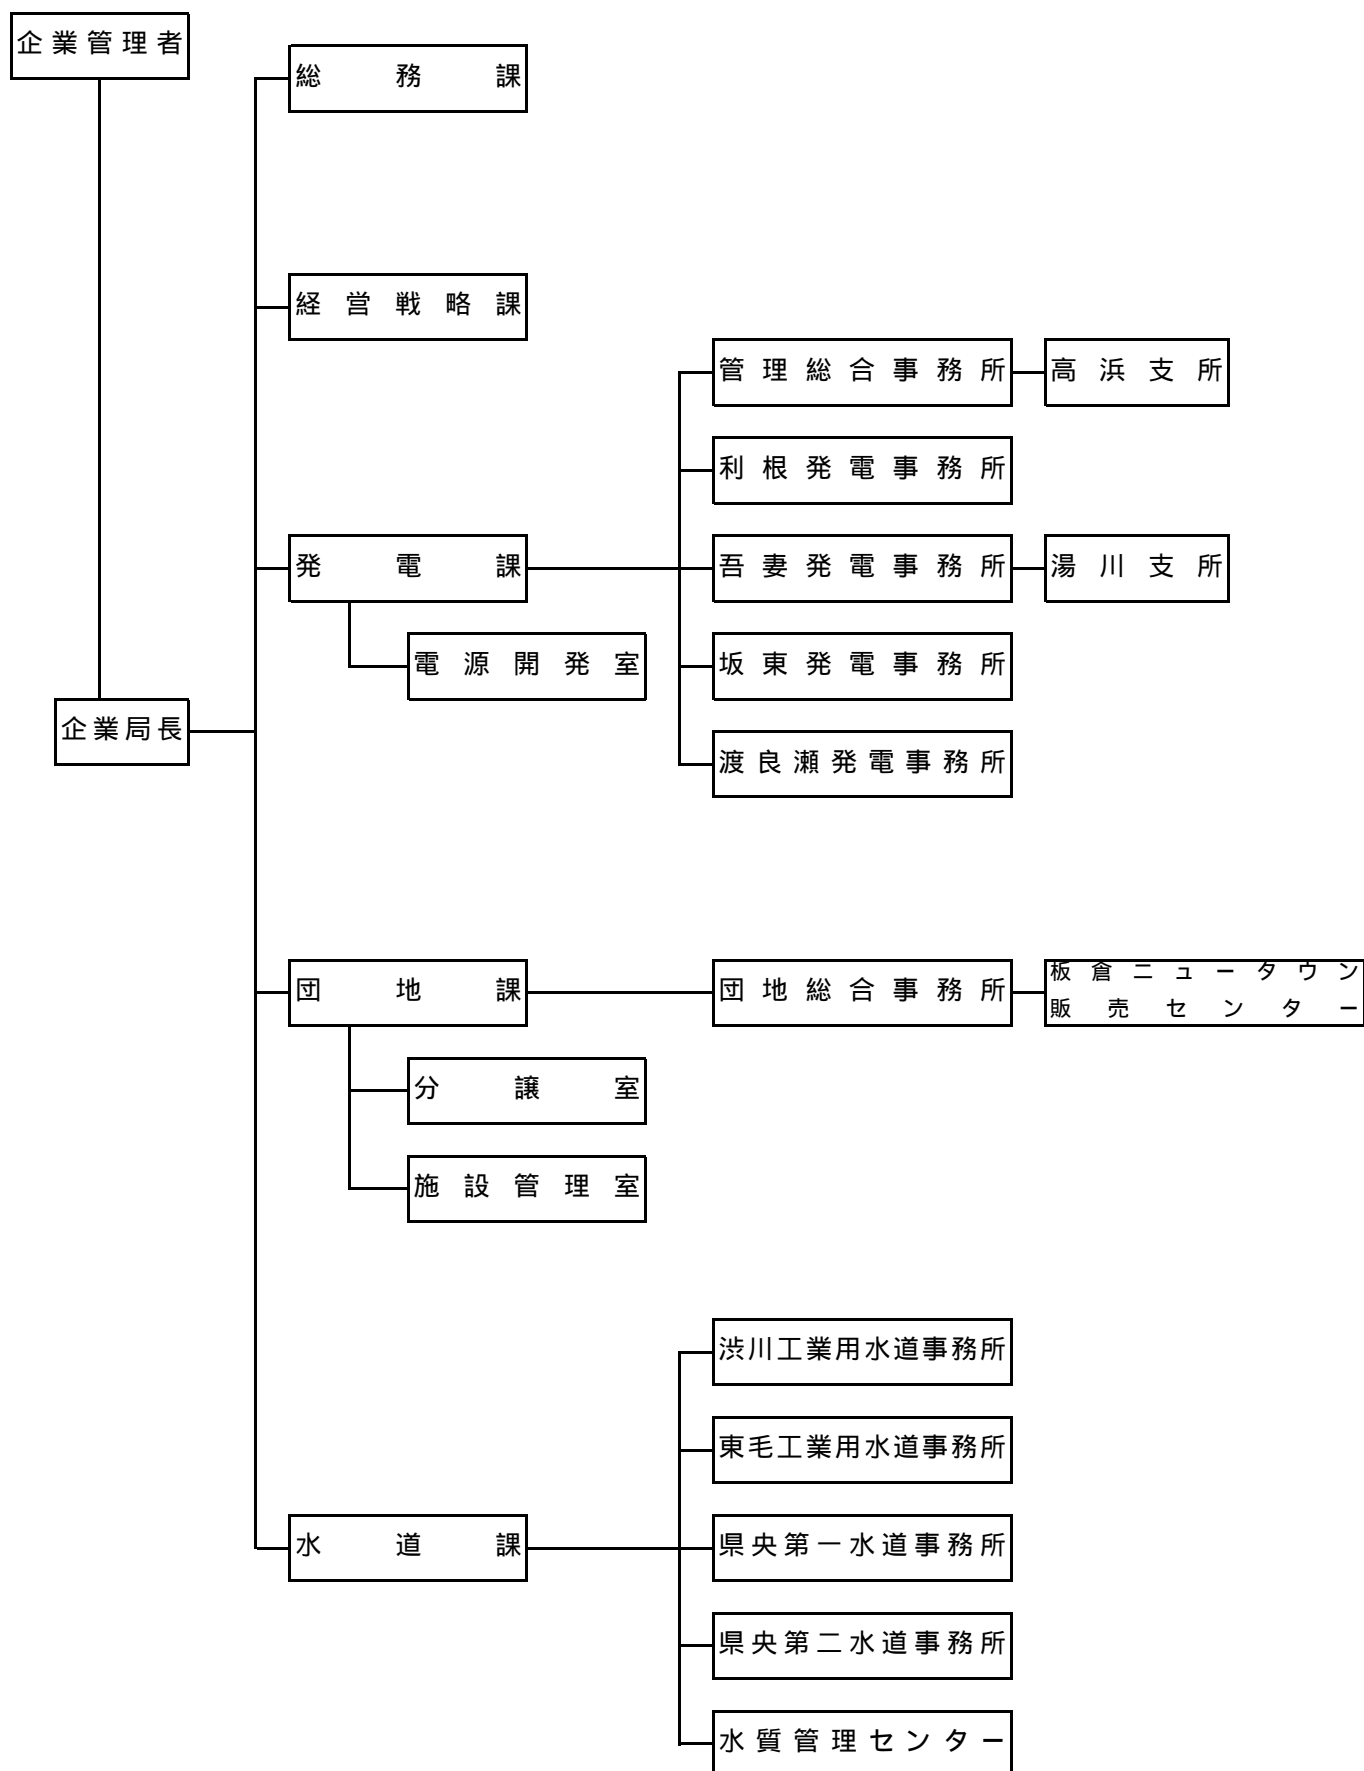 企業管理者
総務課
経営戦略課
管理総合事務所
高浜支所
利根発電事務所
発電課
吾妻発電事務所
湯川支所
電源開発室
坂東発電事務所
企業局長
渡良瀬発電事務所
団地課
団地総合事務所
板倉ニュータウン
販売センター
分譲室
施設管理室
渋川工業用水道事務所
東毛工業用水道事務所
水道課
県央第一水道事務所
県央第二水道事務所
水質管理センター